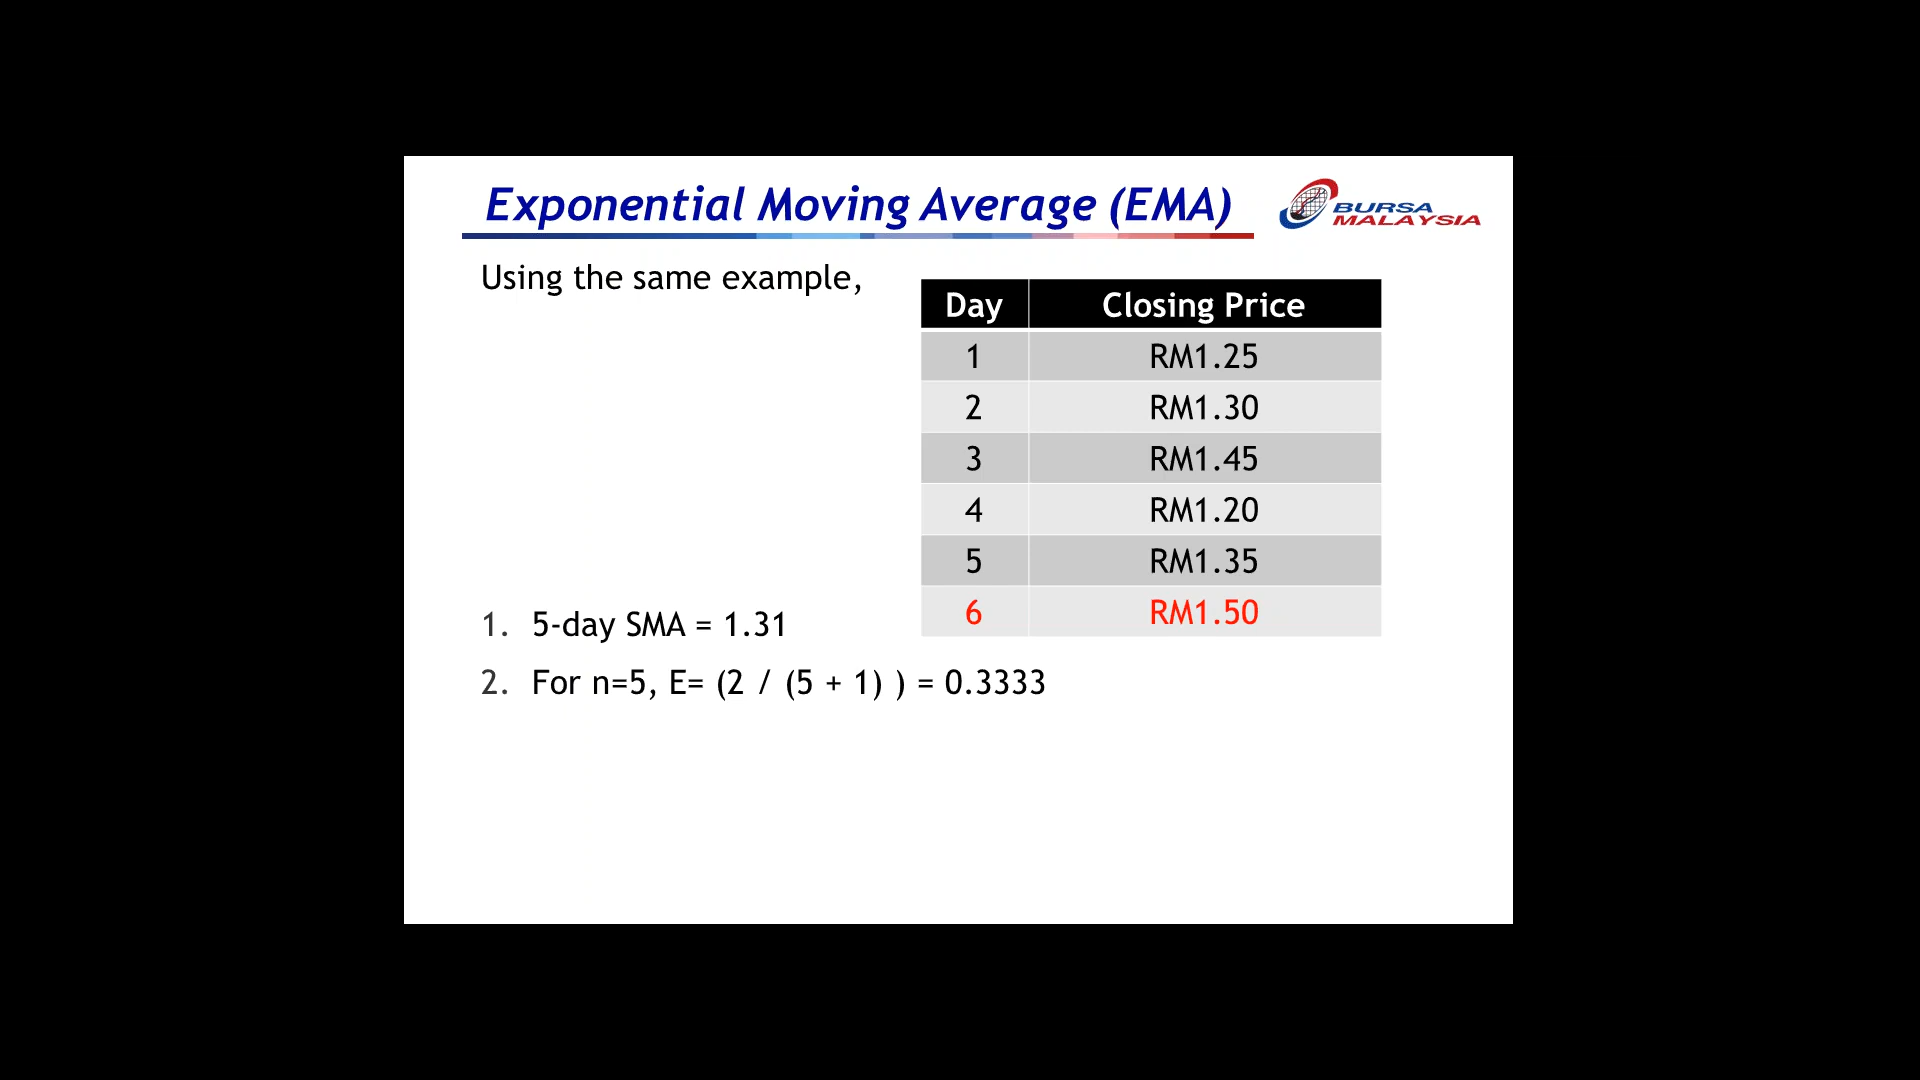 Exponential Moving Average (EMA)
BURSA
MALAYSIA
Using the same example,
Day Closing Price
1 RM1.25
2 RM1.30
3 RM1.45
4 RM1.20
5 RM1.35
6 RM1.50
1. 5-day SMA = 1.31
2. For n=5, E= (2 / (5 + 1) ) = 0.3333